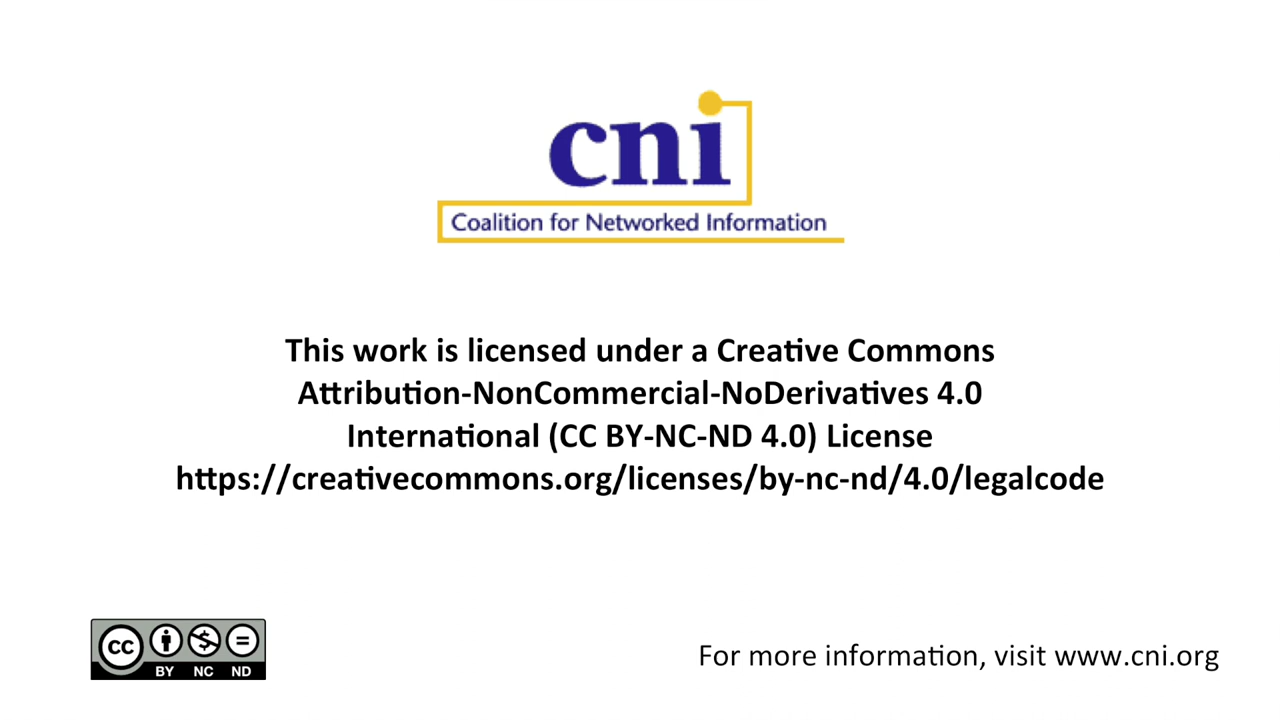 cni
Coalition for Networked Information
This work is licensed under a Creative Commons
Attribution-NonCommercial-NoDerivatives 4.0
International (CC BY-NC-ND 4.0) License
https://creativecommons.org/licenses/by-nc-nd/4.0/legalcode
cc
BY NC ND
For more information, visit www.cni.org